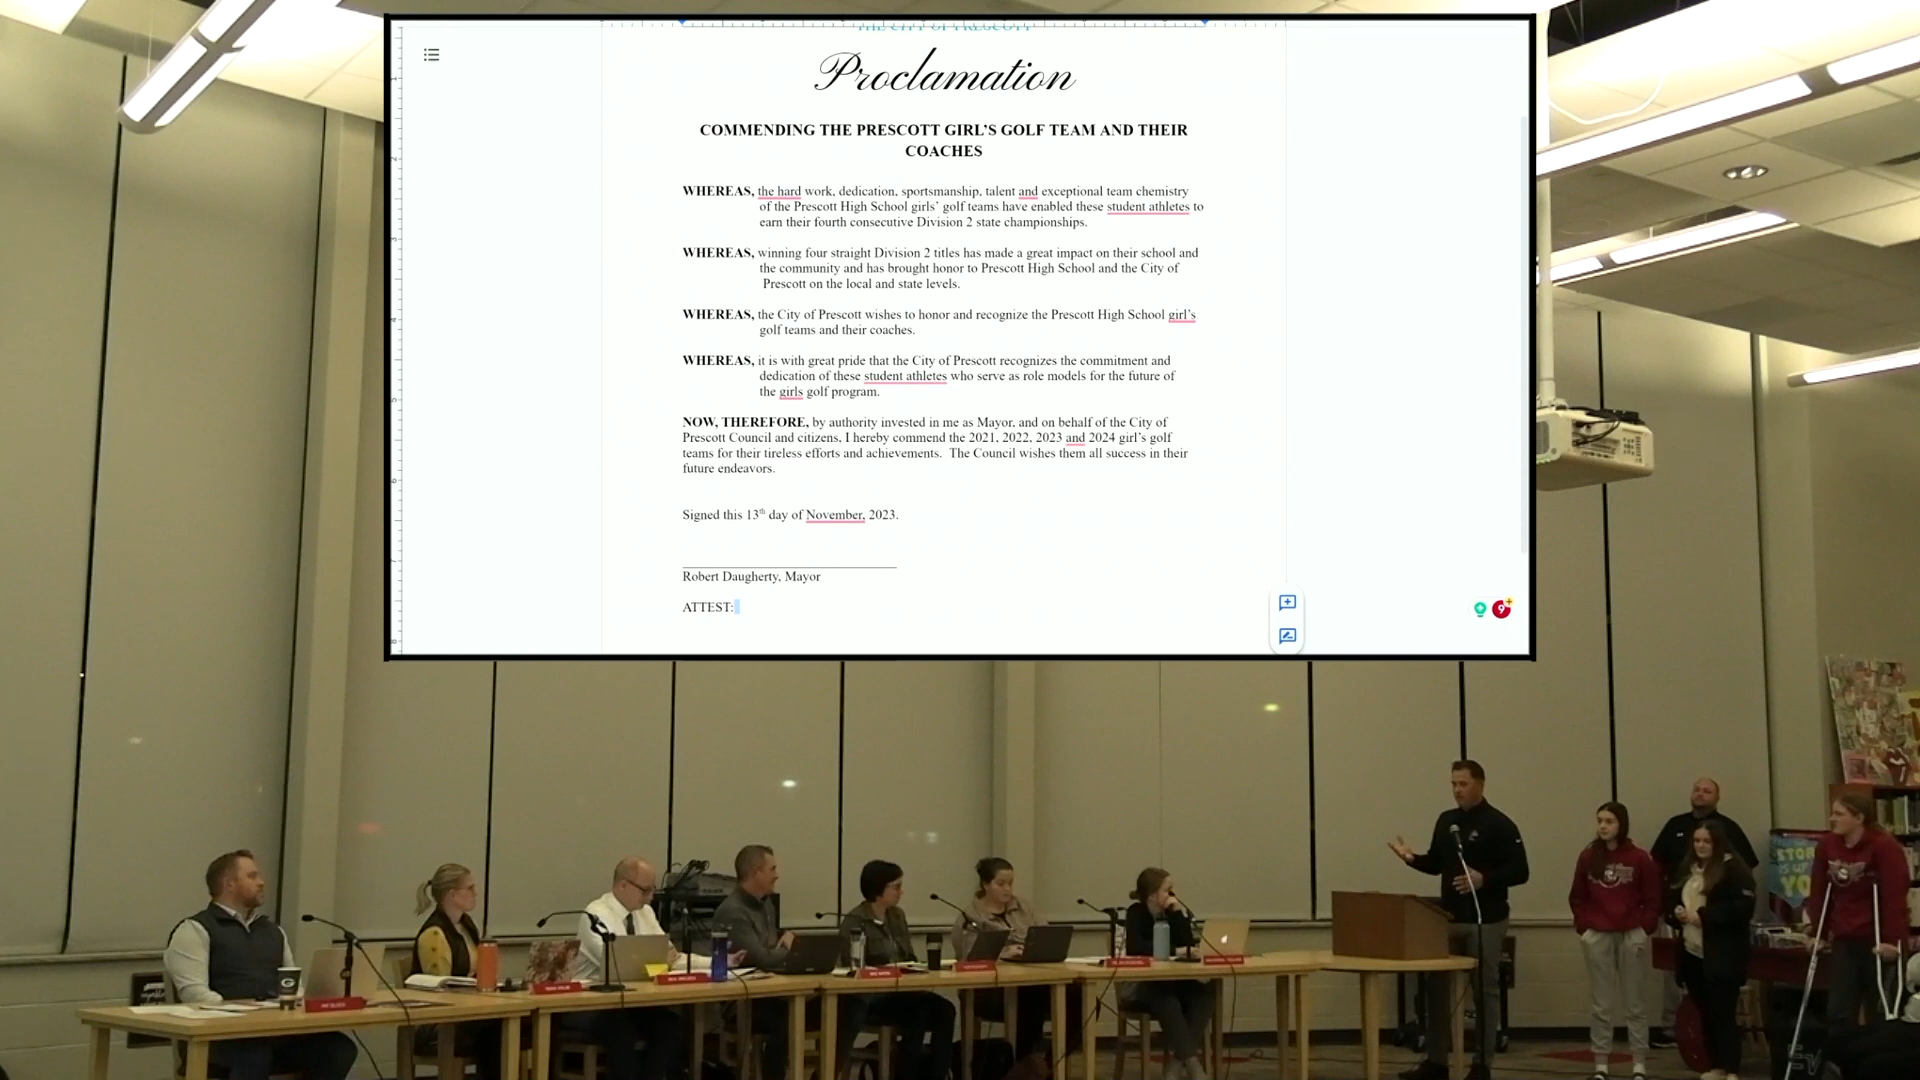 THE CITY OF PRESCOTT
Proclamation
COMMENDING THE PRESCOTT GIRL'S GOLF TEAM AND THEIR
COACHES
WHEREAS, the hard work, dedication, sportsmanship, talent and exceptional team chemistry
of the Prescott High School girls' golf teams have enabled these student athletes to
earn their fourth consecutive Division 2 state championships.
WHEREAS, winning four straight Division 2 titles has made a great impact on their school and
the community and has brought honor to Prescott High School and the City of
Prescott on the local and state levels.
WHEREAS, the City of Prescott wishes to honor and recognize the Prescott High School girl's
golf teams and their coaches.
WHEREAS, it is with great pride that the City of Prescott recognizes the commitment and
dedication of these student athletes who serve as role models for the future of
the girls golf program.
NOW, THEREFORE, by authority invested in me as Mayor, and on behalf of the City of
Prescott Council and citizens, I hereby commend the 2021, 2022, 2023 and 2024 girl's golf
teams for their tireless efforts and achievements. The Council wishes them all success in their
future endeavors.
Signed this 13th day of November, 2023.
Robert Daugherty, Mayor
ATTEST:
9+